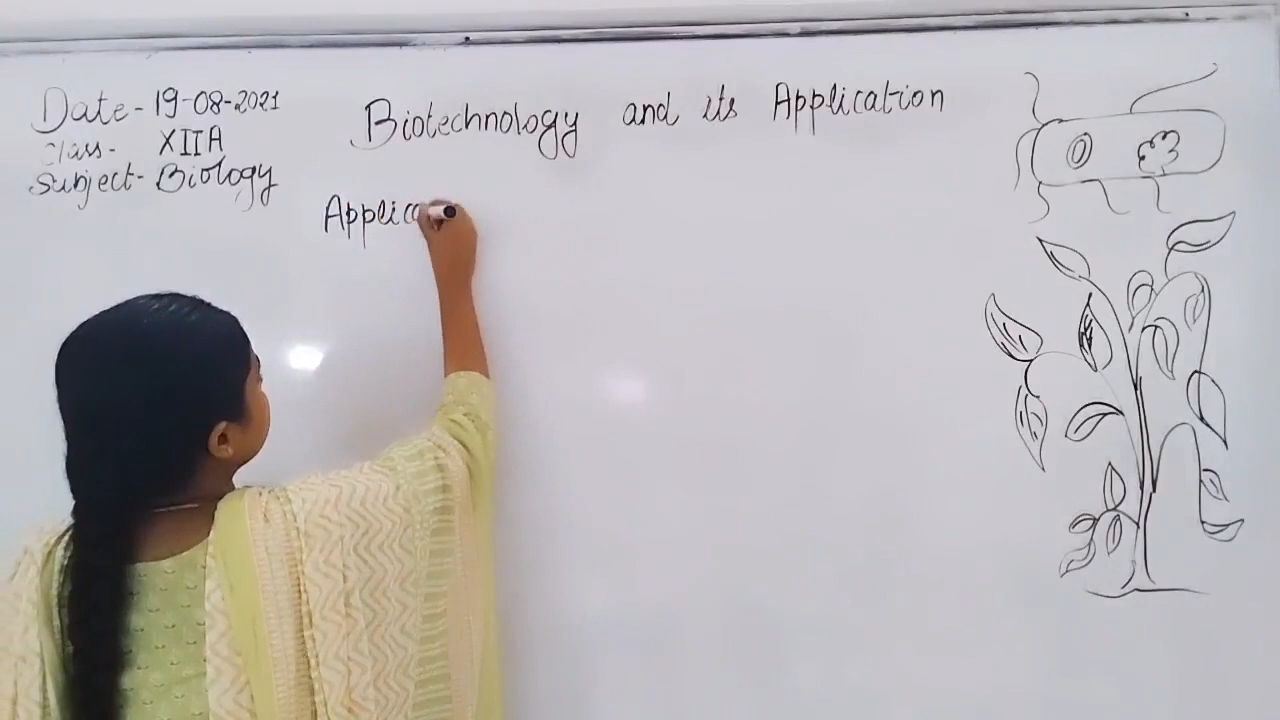 Date- 19-08-2021
Class- XII A
Subject- Biology
Biotechnology and its Application
Applica